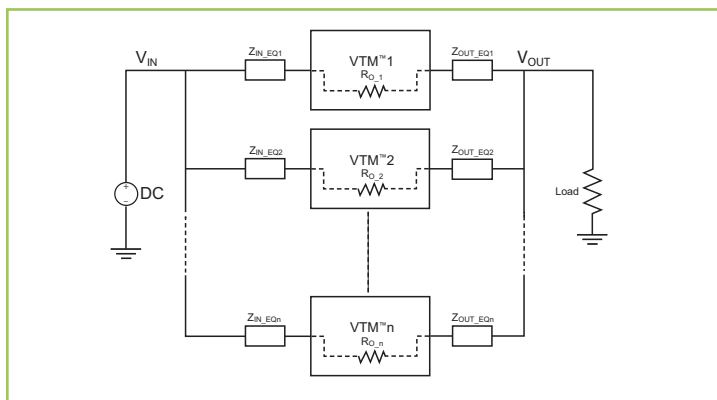 V_IN
Z_IN_EQ1
VTM™1
R_O_1
Z_OUT_EQ1
V_OUT
Z_IN_EQ2
VTM™2
R_O_2
Z_OUT_EQ2
+
DC
–
Load
Z_IN_EQn
VTM™n
R_O_n
Z_OUT_EQn